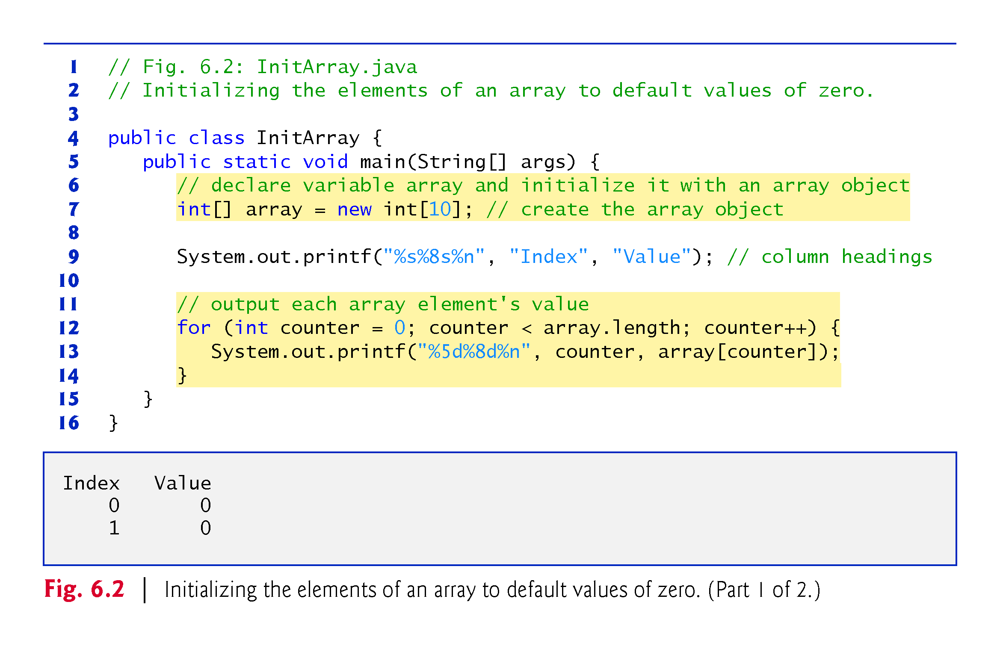 1 // Fig. 6.2: InitArray.java
2 // Initializing the elements of an array to default values of zero.
3
4 public class InitArray {
5    public static void main(String[] args) {
6       // declare variable array and initialize it with an array object
7       int[] array = new int[10]; // create the array object
8
9       System.out.printf("%s%8s%n", "Index", "Value"); // column headings
10
11       // output each array element's value
12       for (int counter = 0; counter < array.length; counter++) {
13          System.out.printf("%5d%8d%n", counter, array[counter]);
14       }
15    }
16 }
Index   Value
    0       0
    1       0
Fig. 6.2 | Initializing the elements of an array to default values of zero. (Part 1 of 2.)